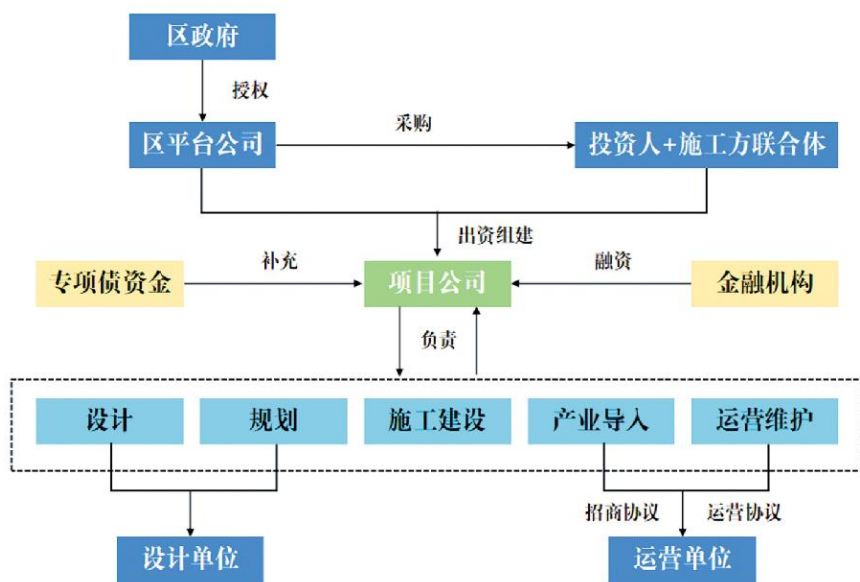 区政府
授权
区平台公司
采购
投资人+施工方联合体
出资组建
专项债资金
补充
项目公司
融资
金融机构
负责
设计
规划
施工建设
产业导入
运营维护
招商协议
运营协议
设计单位
运营单位